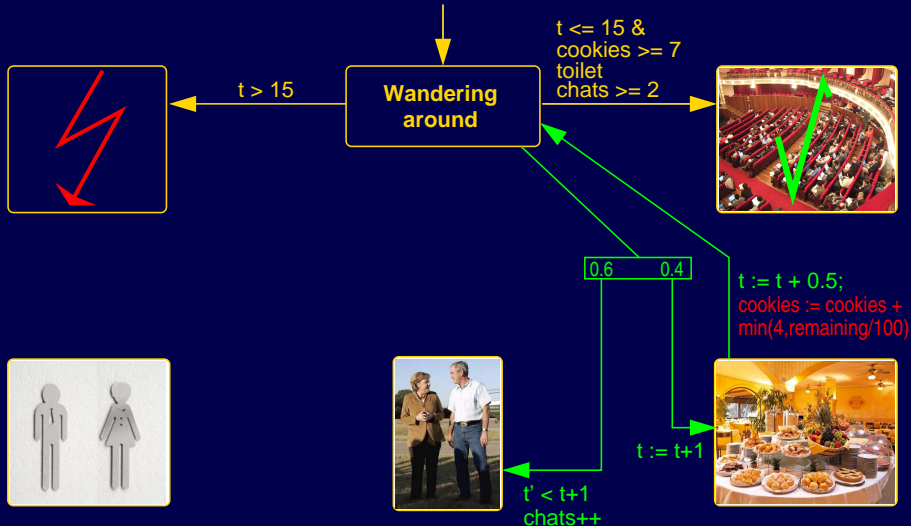 t <= 15 &
cookies >= 7
toilet
chats >= 2
t > 15
Wandering
around
0.6 0.4
t := t + 0.5;
cookies := cookies +
min(4,remaining/100)
t := t+1
t' < t+1
chats++